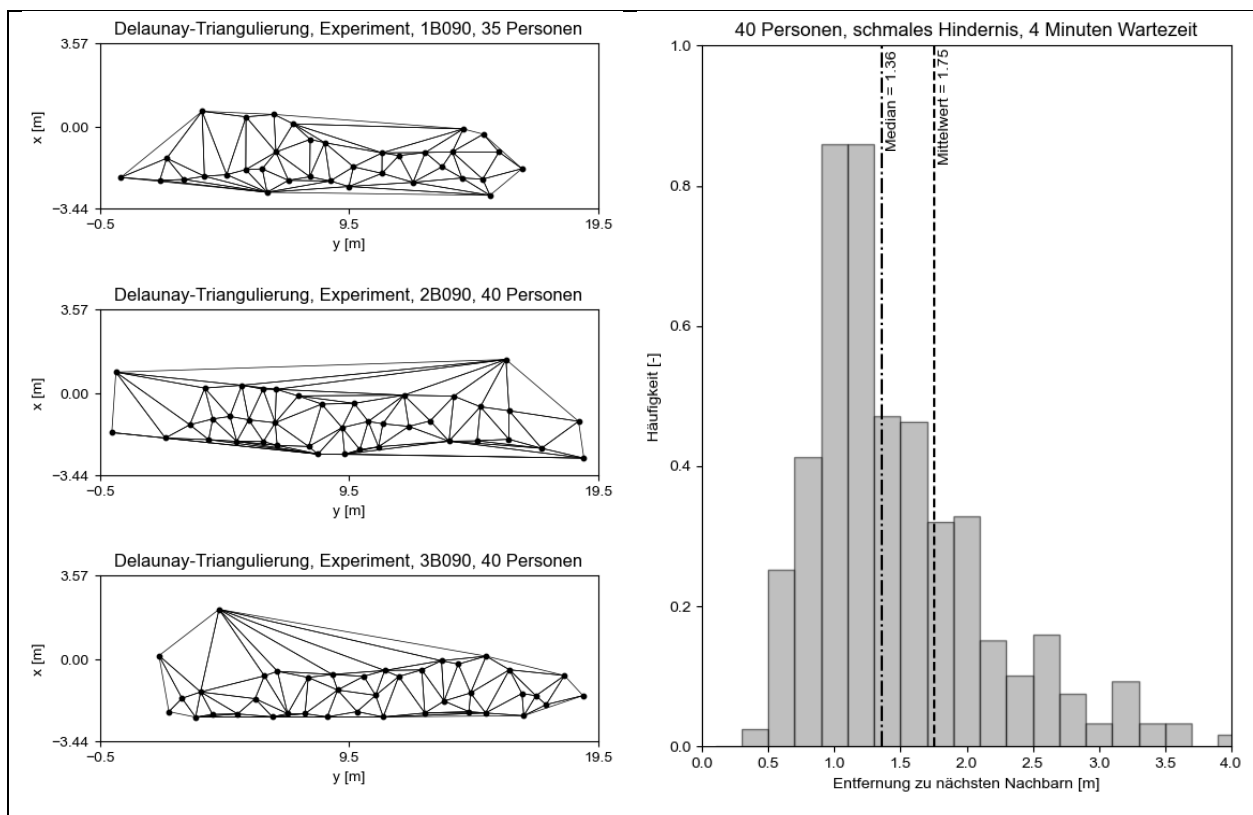 Delaunay-Triangulierung, Experiment, 1B090, 35 Personen
3.57
x [m]
0.00
−3.44
−0.5
9.5
19.5
y [m]
Delaunay-Triangulierung, Experiment, 2B090, 40 Personen
3.57
x [m]
0.00
−3.44
−0.5
9.5
19.5
y [m]
Delaunay-Triangulierung, Experiment, 3B090, 40 Personen
3.57
x [m]
0.00
−3.44
−0.5
9.5
19.5
y [m]
40 Personen, schmales Hindernis, 4 Minuten Wartezeit
1.0
0.8
0.6
0.4
0.2
0.0
Häufigkeit [-]
Median = 1.36
Mittelwert = 1.75
0.0
0.5
1.0
1.5
2.0
2.5
3.0
3.5
4.0
Entfernung zu nächsten Nachbarn [m]